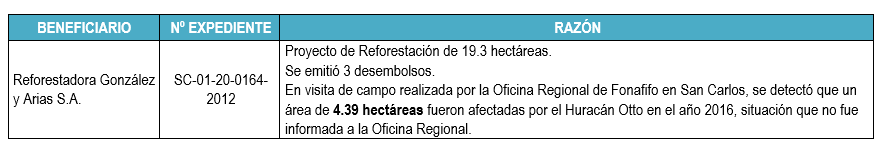 BENEFICIARIO Nº EXPEDIENTE RAZÓN
Proyecto de Reforestación de 19.3 hectáreas.
Se emitió 3 desembolsos.
Reforestadora González y Arias S.A.
SC-01-20-0164-
2012
En visita de campo realizada por la Oficina Regional de Fonafifo en San Carlos, se detectó que un
área de 4.39 hectáreas fueron afectadas por el Huracán Otto en el año 2016, situación que no fue
informada a la Oficina Regional.